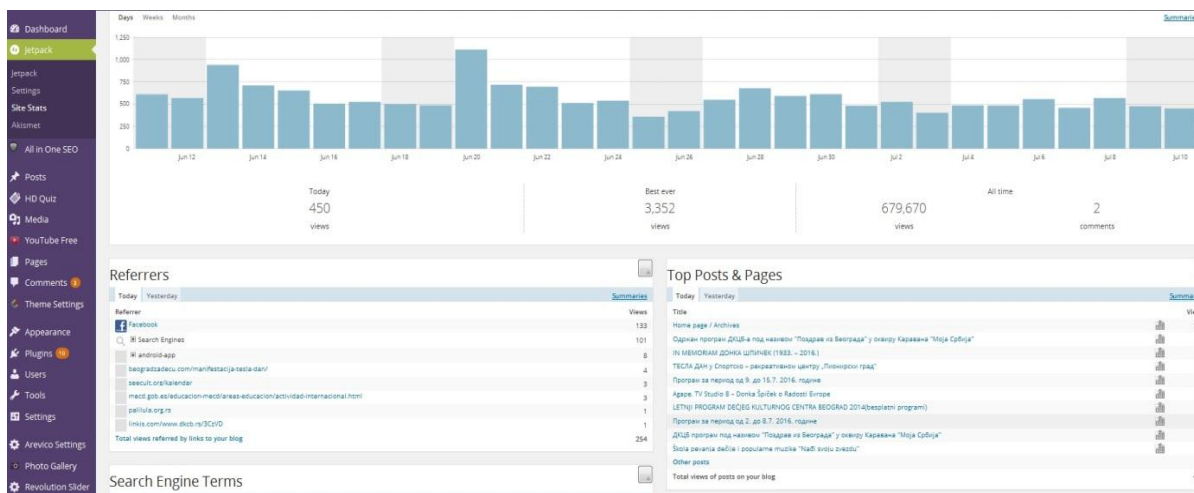 Dashboard
Jetpack
Jetpack
Settings
Site Stats
Akismet
All in One SEO
Posts
HD Quiz
Media
YouTube Free
Pages
Comments 3
Theme Settings
Appearance
Plugins
Users
Tools
Settings
Arevico Settings
Photo Gallery
Revolution Slider
Days Weeks Months
1,250
1,000
750
500
250
0
Jun 12 Jun 14 Jun 16 Jun 18 Jun 20 Jun 22 Jun 24 Jun 26 Jun 28 Jun 30 Jul 2 Jul 4 Jul 6 Jul 8 Jul 10
Today Best ever All time
450 3,352 679,670 2
views views views comments
Referrers
Today Yesterday Summaries
Referrer Views
Facebook 133
Search Engines 101
android-app 8
beogradzadecu.com/manifestacija-tesla-dan/ 4
seecult.org/kalendar 3
mecd.gob.es/educacion-mecd/areas-educacion/actividad-internacional.html 3
palilula.org.rs 1
linkis.com/www.dkcb.rs/3CcVD 1
Total views referred by links to your blog 254
Search Engine Terms
Top Posts & Pages
Today Yesterday
Title
Home page / Archives
Одржан програм ДКЦБ-а под називом "Поздрав из Београда" у оквиру Каравана "Моја Србија"
IN MEMORIAM ДОНКА ШПИЧЕК (1933. – 2016.)
ТЕСЛА ДАН у Спортско – рекреативном центру „Пионирски град"
Програм за период од 9. до 15.7. 2016. године
Agape. TV Studio B – Donka Špiček o Radosti Evrope
LETNJI PROGRAM DEČJEG KULTURNOG CENTRA BEOGRAD 2014(besplatni programi)
Програм за период од 2. до 8.7. 2016. године
ДКЦБ програм под називом "Поздрав из Београда" у оквиру Каравана "Моја Србија"
Škola pevanja dečije i popularne muzike "Nađi svoju zvezdu"
Other posts
Total views of posts on your blog